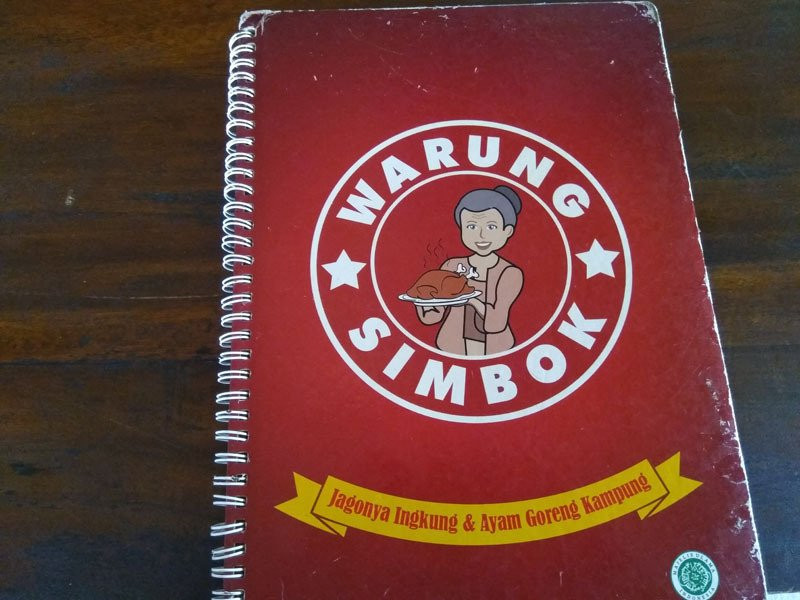 WARUNG
SIMBOK
Jagonya Ingkung & Ayam Goreng Kampung